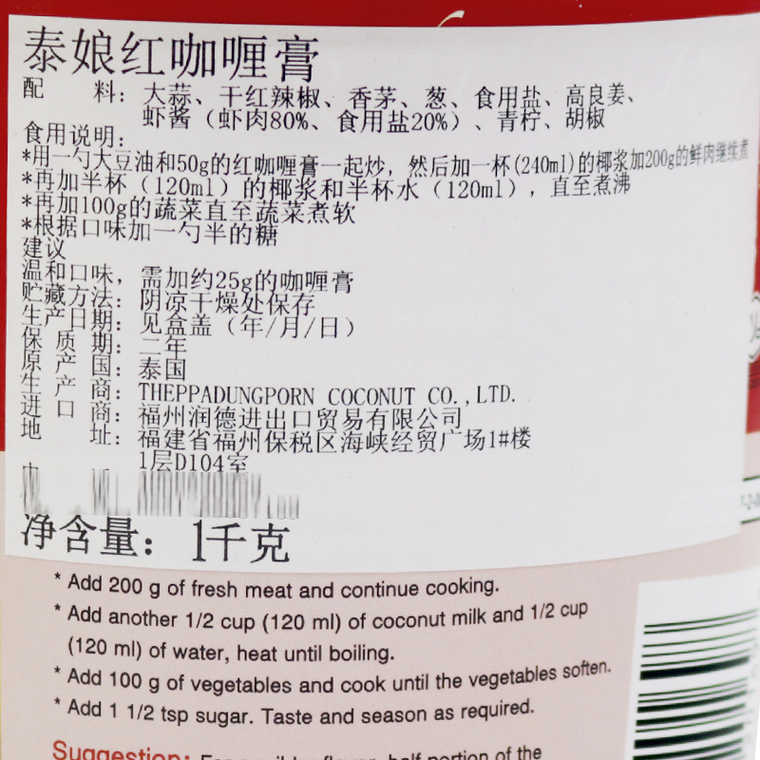 泰娘红咖喱膏
配 料：大蒜、干红辣椒、香茅、葱、食用盐、高良姜、
虾酱（虾肉80%、食用盐20%）、青柠、胡椒
食用说明：
*用一勺大豆油和50g的红咖喱膏一起炒，然后加一杯(240ml)的椰浆加200g的鲜肉继续煮
*再加半杯（120ml）的椰浆和半杯水（120ml），直至煮沸
*再加100g的蔬菜直至蔬菜煮软
*根据口味加一勺半的糖
建议
温和口味，需加约25g的咖喱膏
贮藏方法：阴凉干燥处保存
生产日期：见盒盖（年/月/日）
保 质 期：二年
原 产 国：泰国
生 产 商：THEPPADUNGPORN COCONUT CO.,LTD.
进 口 商：福州润德进出口贸易有限公司
地 址：福建省福州保税区海峡经贸广场1#楼
1层D104室
净含量：1千克
* Add 200 g of fresh meat and continue cooking.
* Add another 1/2 cup (120 ml) of coconut milk and 1/2 cup
(120 ml) of water, heat until boiling.
* Add 100 g of vegetables and cook until the vegetables soften.
* Add 1 1/2 tsp sugar. Taste and season as required.
Suggestion: For a milder flavor, half portion of the